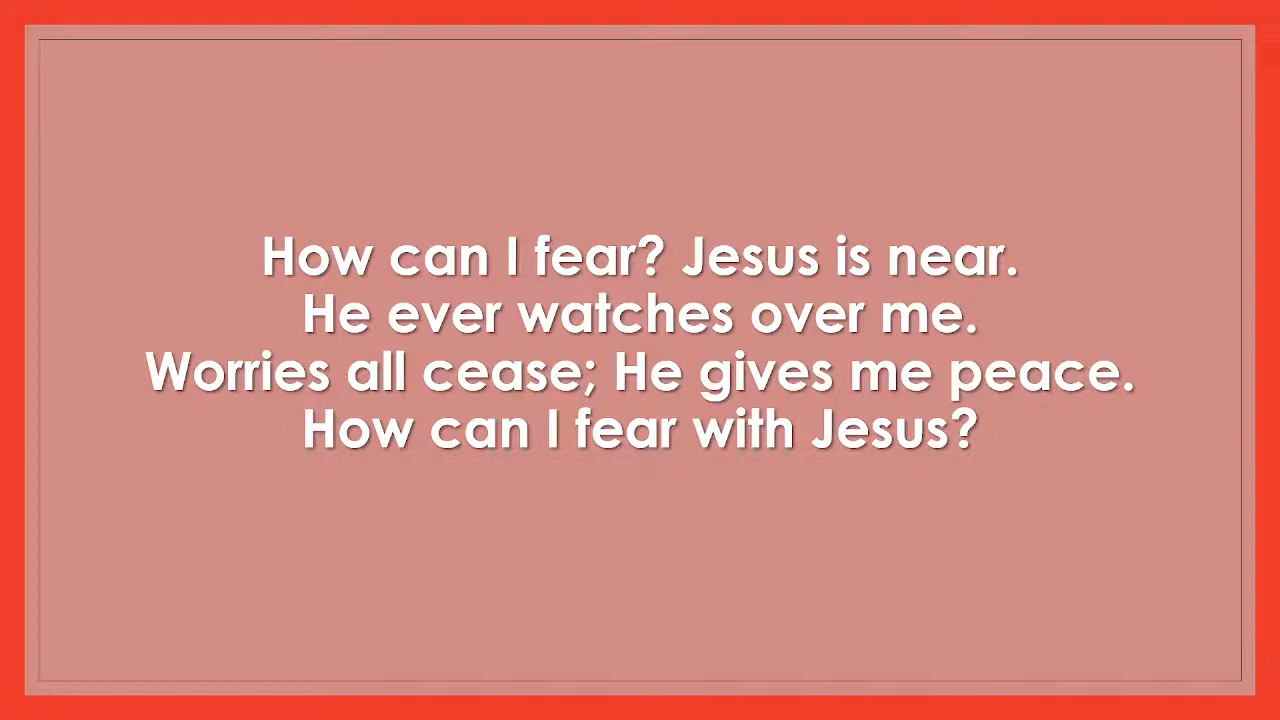 How can I fear? Jesus is near.
He ever watches over me.
Worries all cease; He gives me peace.
How can I fear with Jesus?